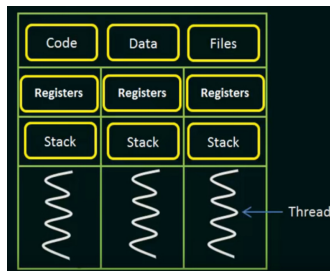 Code Data Files
Registers Registers Registers
Stack Stack Stack
Thread